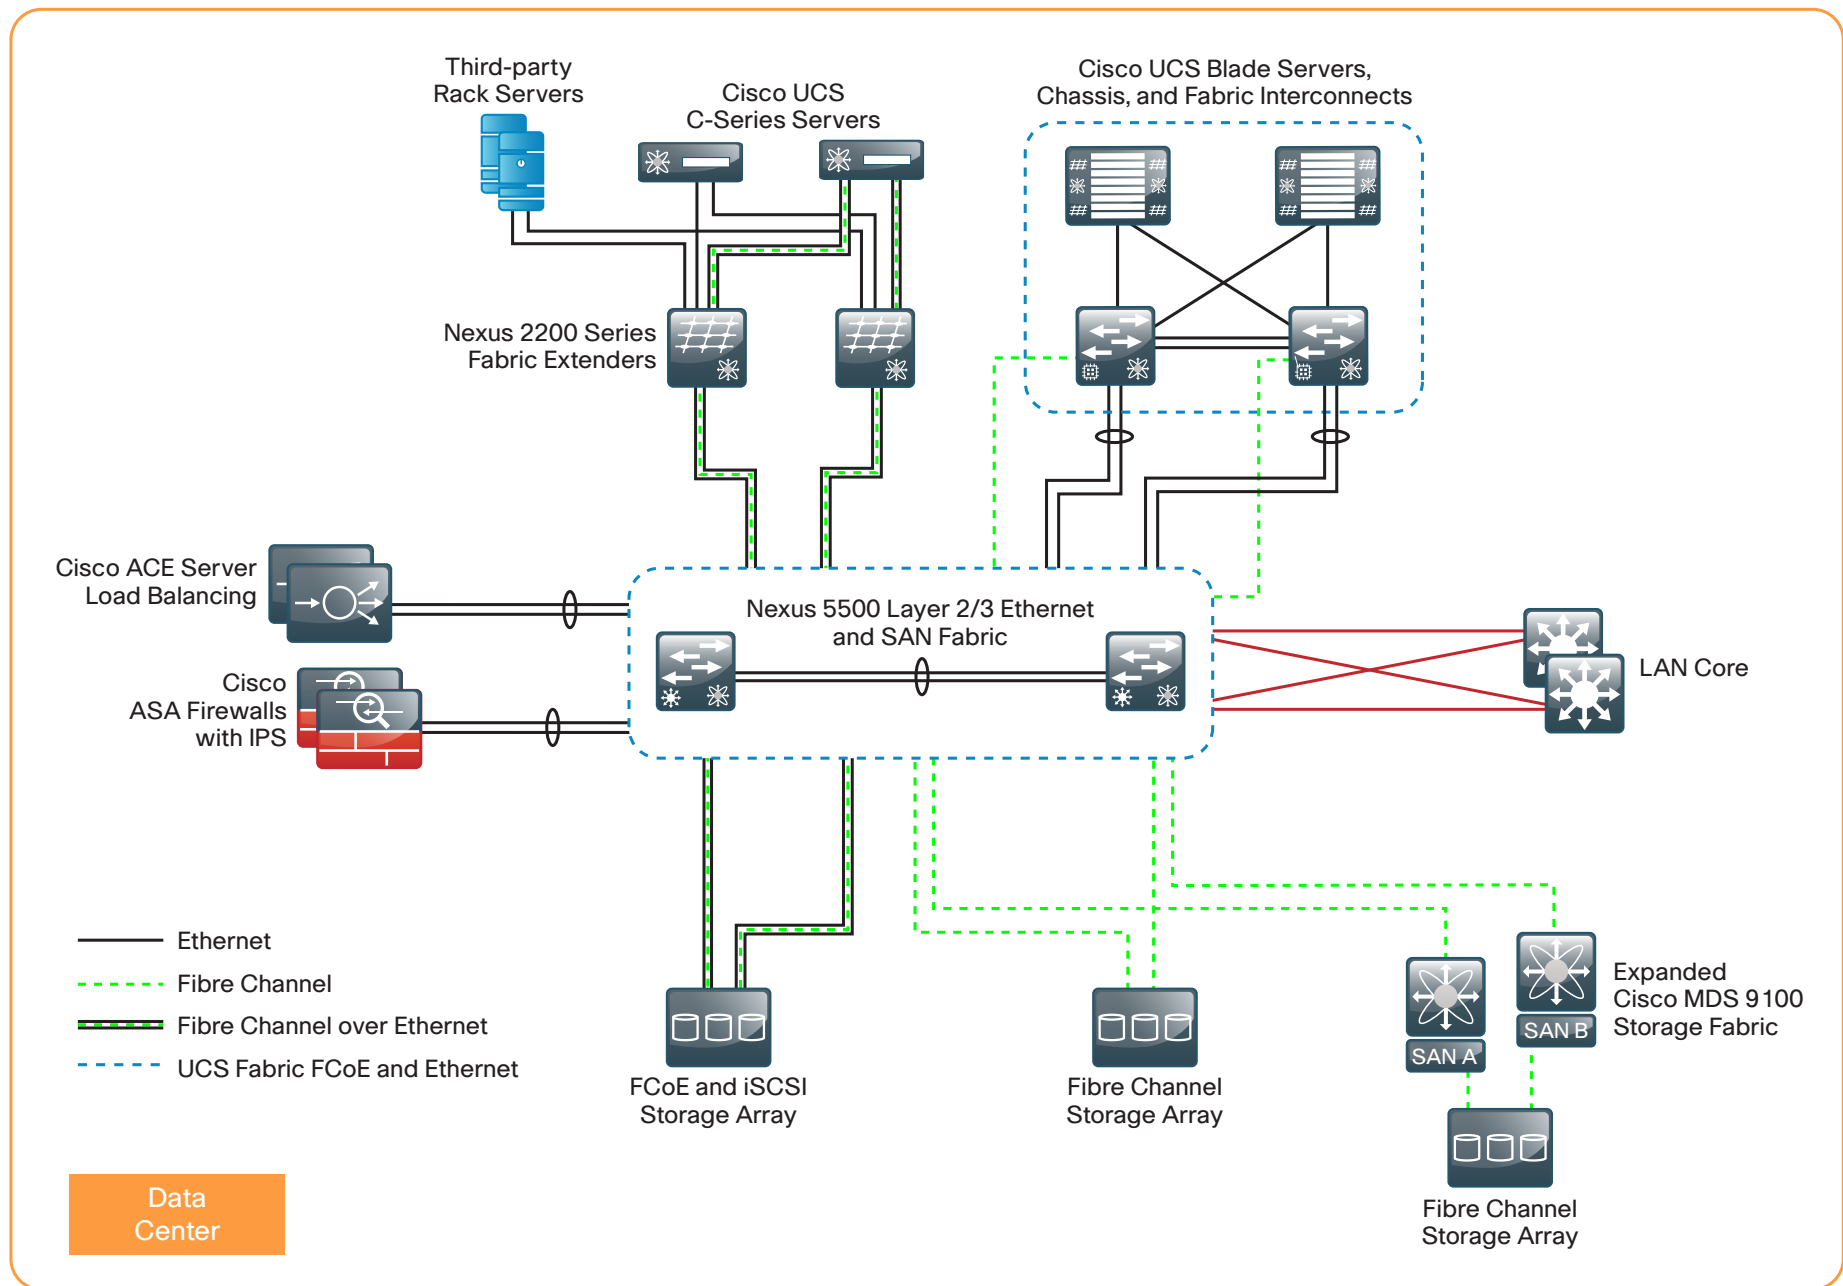 Third-party
Rack Servers
Cisco UCS
C-Series Servers
Cisco UCS Blade Servers,
Chassis, and Fabric Interconnects
Nexus 2200 Series
Fabric Extenders
Cisco ACE Server
Load Balancing
Nexus 5500 Layer 2/3 Ethernet
and SAN Fabric
LAN Core
Cisco
ASA Firewalls
with IPS
Ethernet
Fibre Channel
Fibre Channel over Ethernet
UCS Fabric FCoE and Ethernet
FCoE and iSCSI
Storage Array
Fibre Channel
Storage Array
SAN A
SAN B
Expanded
Cisco MDS 9100
Storage Fabric
Fibre Channel
Storage Array
Data
Center